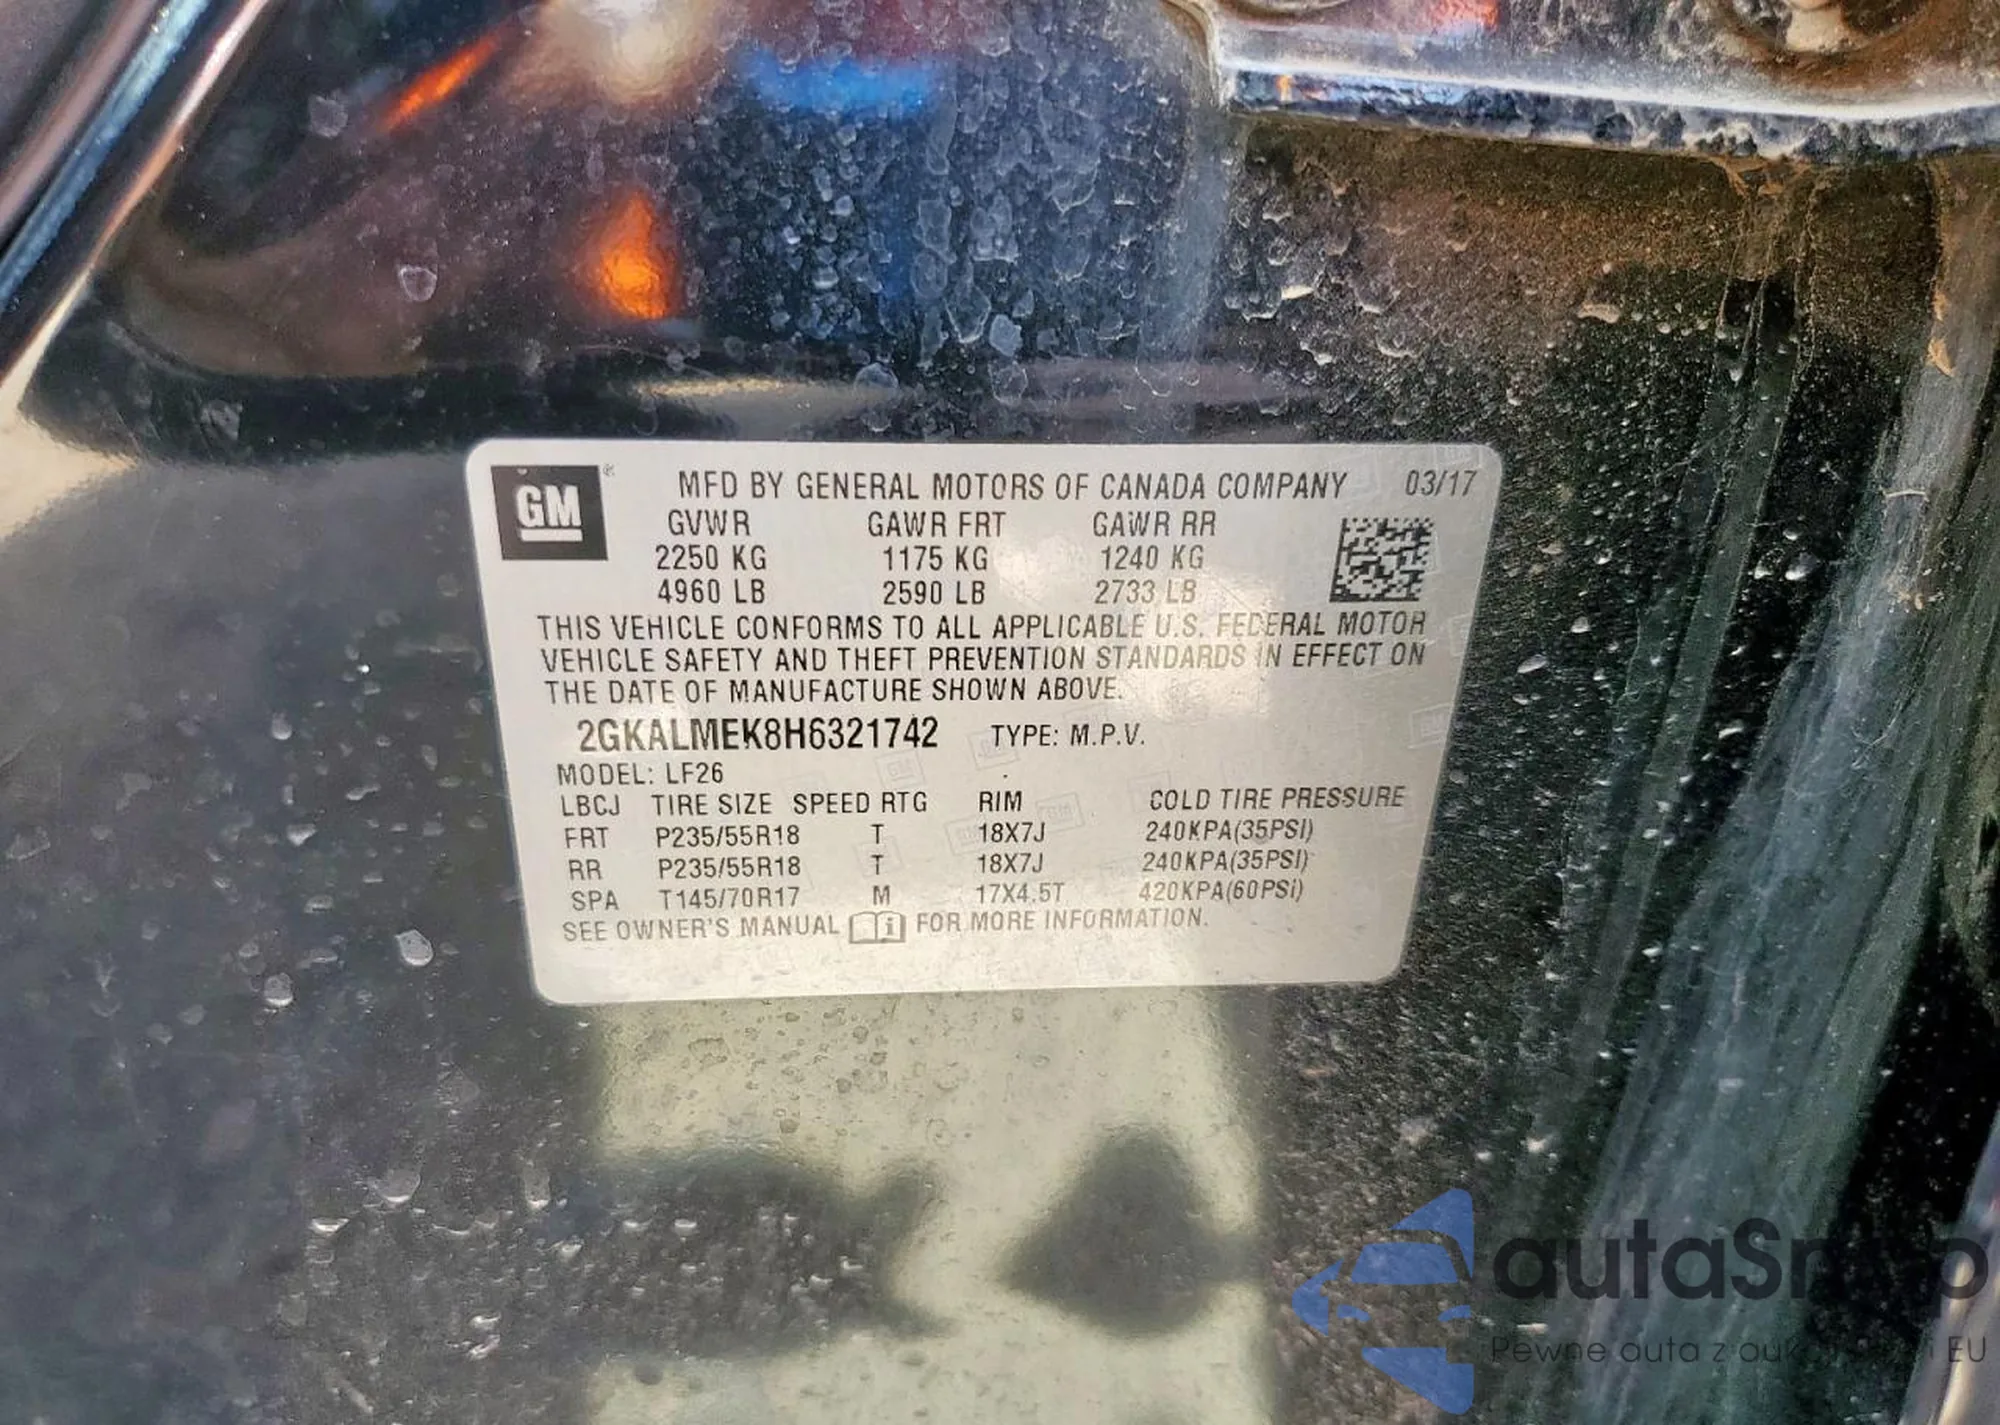 GM
MFD BY GENERAL MOTORS OF CANADA COMPANY 03/17
GVWR GAWR FRT GAWR RR
2250 KG 1175 KG 1240 KG
4960 LB 2590 LB 2733 LB
THIS VEHICLE CONFORMS TO ALL APPLICABLE U.S. FEDERAL MOTOR
VEHICLE SAFETY AND THEFT PREVENTION STANDARDS IN EFFECT ON
THE DATE OF MANUFACTURE SHOWN ABOVE.
2GKALMEK8H6321742 TYPE: M.P.V.
MODEL: LF26
LBCJ TIRE SIZE SPEED RTG RIM COLD TIRE PRESSURE
FRT P235/55R18 T 18X7J 240KPA(35PSI)
RR P235/55R18 T 18X7J 240KPA(35PSI)
SPA T145/70R17 M 17X4.5T 420KPA(60PSI)
SEE OWNER'S MANUAL FOR MORE INFORMATION.
Pewne auta z EU